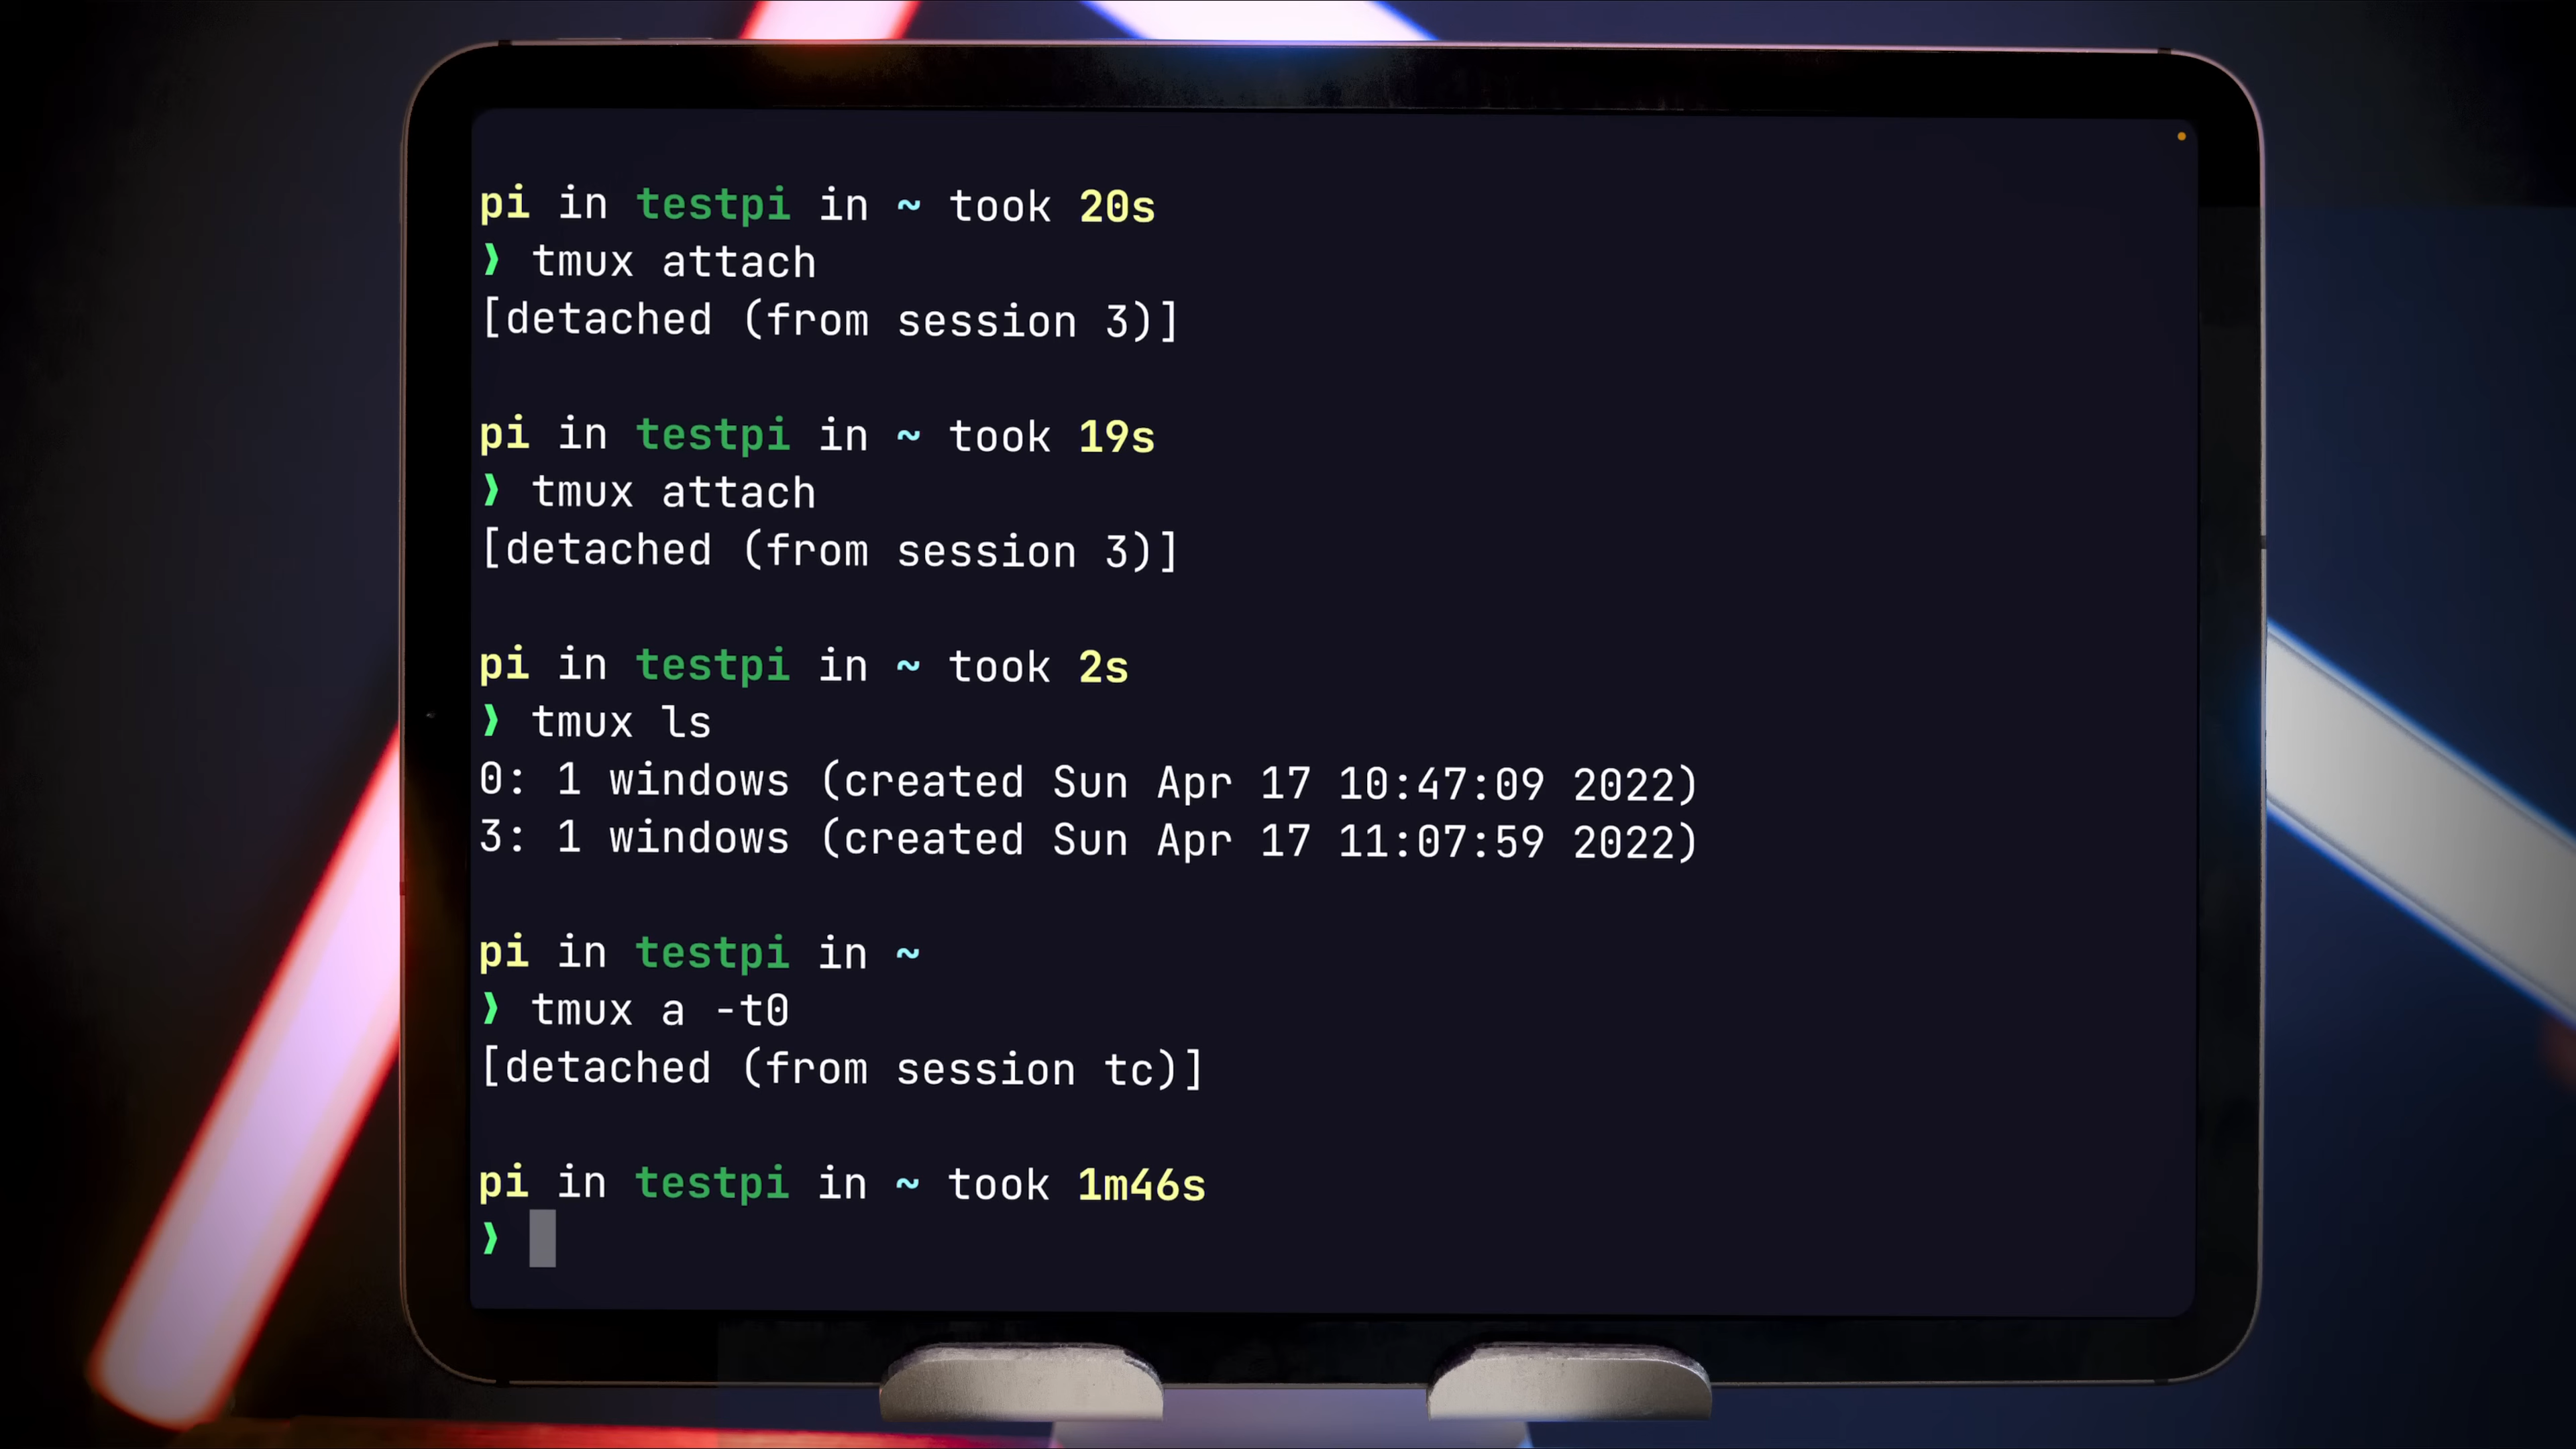 pi in testpi in ~ took 20s
❯ tmux attach
[detached (from session 3)]
pi in testpi in ~ took 19s
❯ tmux attach
[detached (from session 3)]
pi in testpi in ~ took 2s
❯ tmux ls
0: 1 windows (created Sun Apr 17 10:47:09 2022)
3: 1 windows (created Sun Apr 17 11:07:59 2022)
pi in testpi in ~
❯ tmux a -t0
[detached (from session tc)]
pi in testpi in ~ took 1m46s
❯